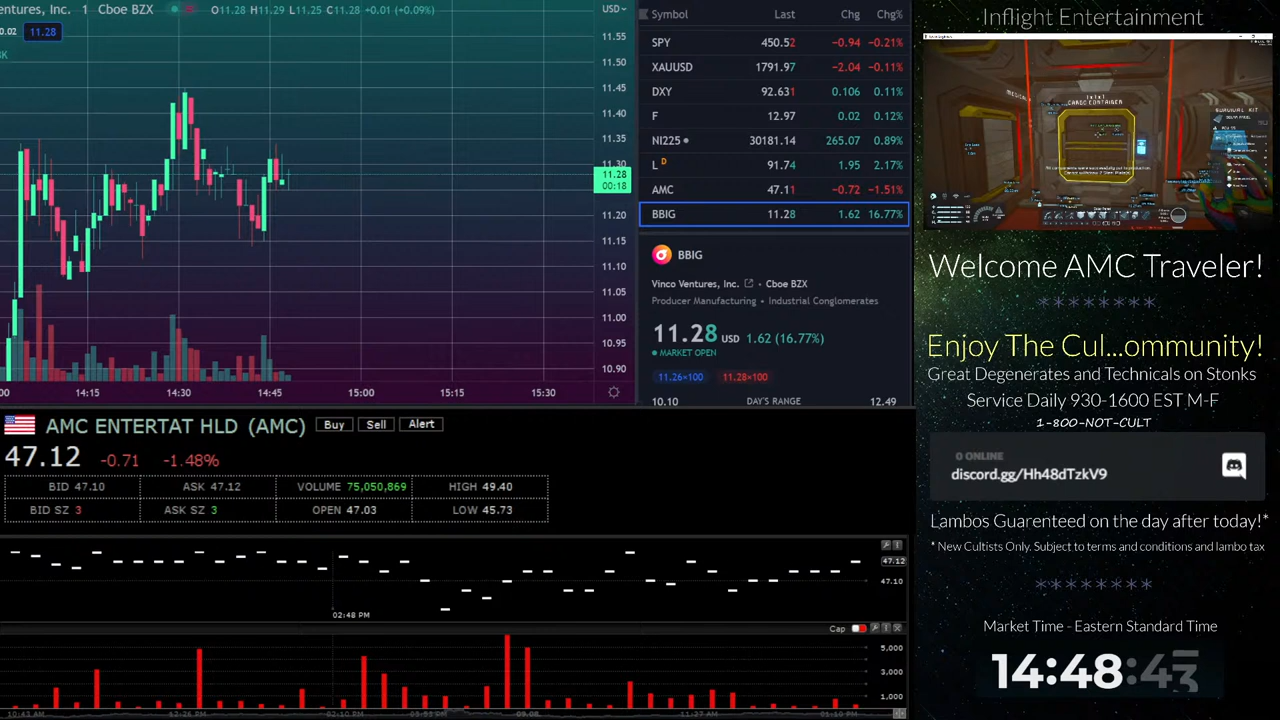 entures, Inc. 1 Cboe BZX O11.28 H11.29 L11.25 C11.28 +0.01 (+0.09%)
0.02 11.28
USD
11.55
11.50
11.45
11.40
11.35
11.30
11.28
00:18
11.20
11.15
11.10
11.05
11.00
10.95
10.90
14:15 14:30 14:45 15:00 15:15 15:30
Symbol Last Chg Chg%
SPY 450.52 −0.94 −0.21%
XAUUSD 1791.97 −2.04 −0.11%
DXY 92.631 0.106 0.11%
F 12.97 0.02 0.12%
NI225 30181.14 265.07 0.89%
L D 91.74 1.95 2.17%
AMC 47.11 −0.72 −1.51%
BBIG 11.28 1.62 16.77%
BBIG
Vinco Ventures, Inc. • Cboe BZX
Producer Manufacturing • Industrial Conglomerates
11.28 USD 1.62 (16.77%)
MARKET OPEN
11.26×100 11.28×100
10.10 DAY'S RANGE 12.49
AMC ENTERTAT HLD (AMC) Buy Sell Alert
47.12 -0.71 -1.48%
BID 47.10 ASK 47.12 VOLUME 75,050,869 HIGH 49.40
BID SZ 3 ASK SZ 3 OPEN 47.03 LOW 45.73
47.12
47.10
02:48 PM
Cap
5,000
3,000
1,000
Inflight Entertainment
CARGO CONTAINER
SURVIVAL KIT
Welcome AMC Traveler!
********
Enjoy The Cul...ommunity!
Great Degenerates and Technicals on Stonks
Service Daily 930-1600 EST M-F
1-800-NOT-CULT
0 ONLINE
discord.gg/Hh48dTzkV9
Lambos Guarenteed on the day after today!*
* New Cultists Only. Subject to terms and conditions and lambo tax
********
Market Time - Eastern Standard Time
14:48:43